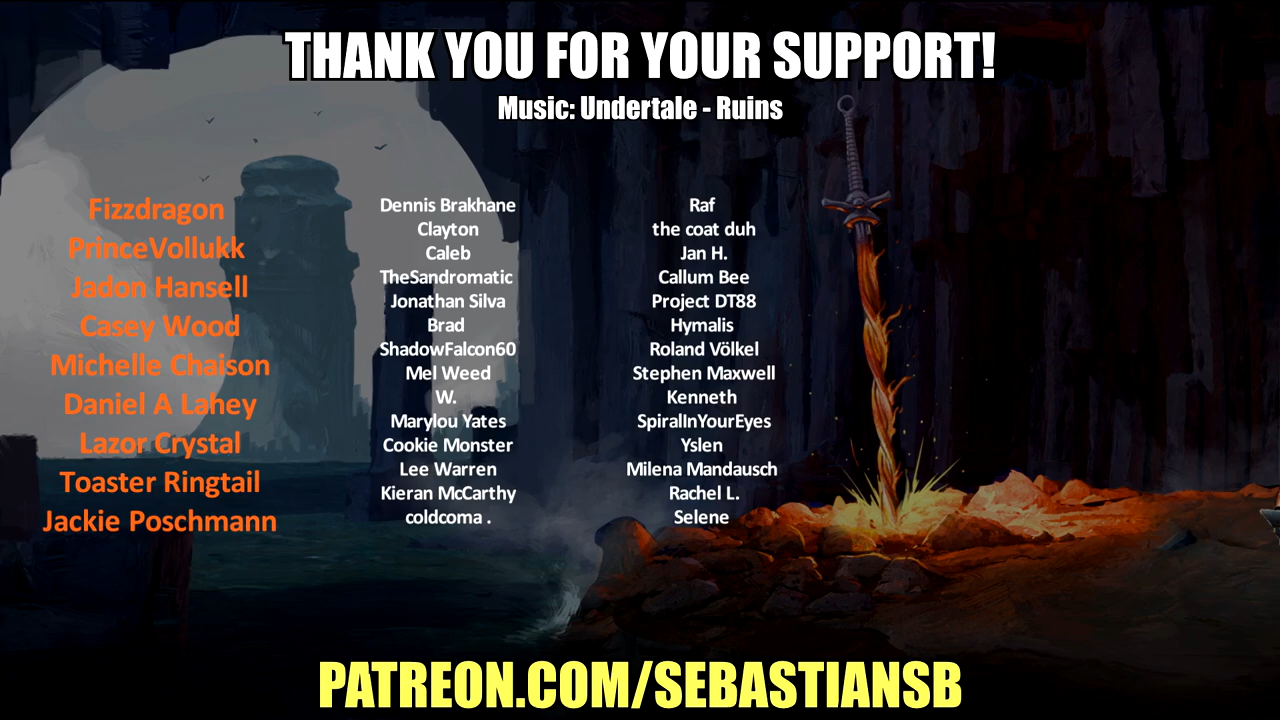 THANK YOU FOR YOUR SUPPORT!
Music: Undertale - Ruins
Fizzdragon
PrinceVollukk
Jadon Hansell
Casey Wood
Michelle Chaison
Daniel A Lahey
Lazor Crystal
Toaster Ringtail
Jackie Poschmann
Dennis Brakhane
Clayton
Caleb
TheSandromatic
Jonathan Silva
Brad
ShadowFalcon60
Mel Weed
W.
Marylou Yates
Cookie Monster
Lee Warren
Kieran McCarthy
coldcoma .
Raf
the coat duh
Jan H.
Callum Bee
Project DT88
Hymalis
Roland Völkel
Stephen Maxwell
Kenneth
SpiralInYourEyes
Yslen
Milena Mandausch
Rachel L.
Selene
PATREON.COM/SEBASTIANSB